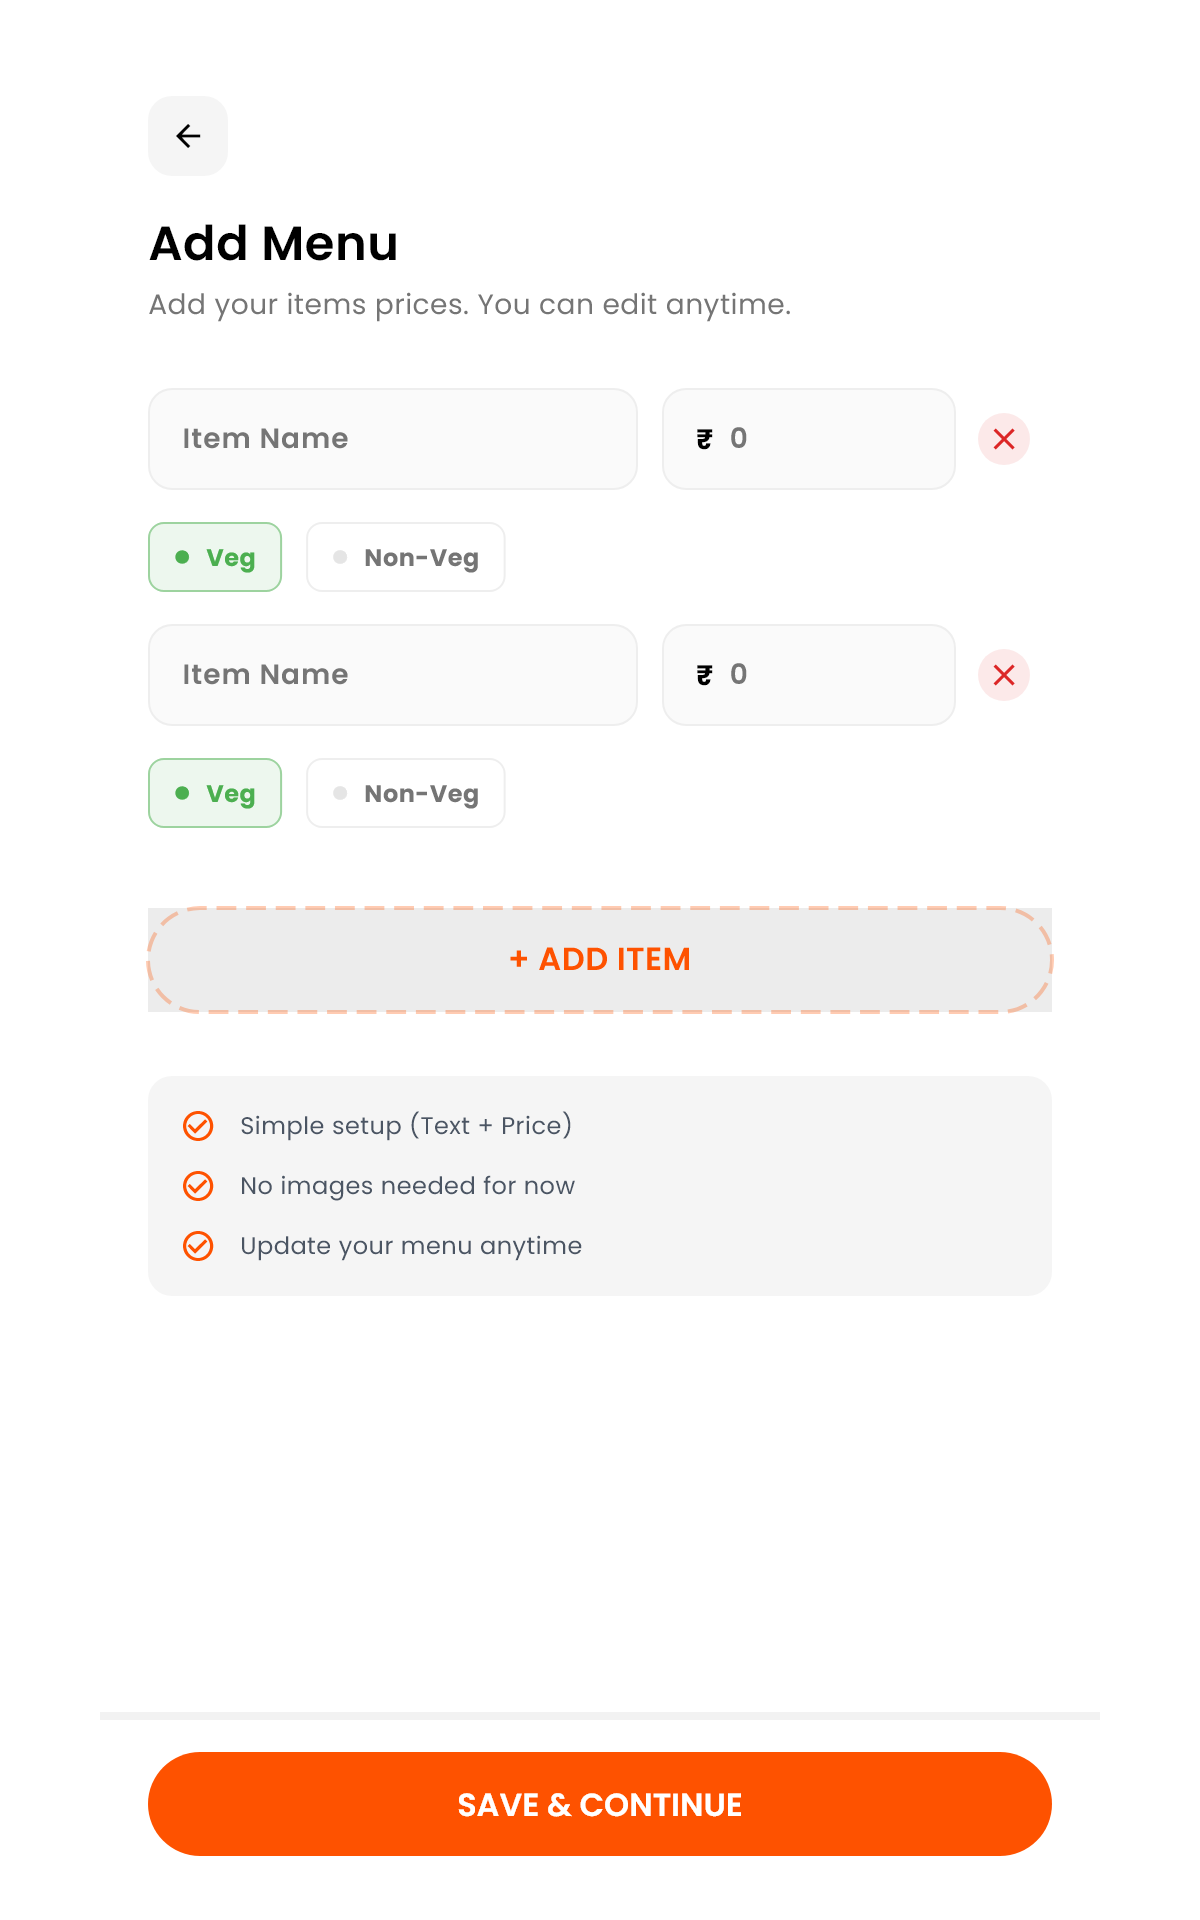 Add Menu
Add your items prices. You can edit anytime.
Item Name ₹ 0
Veg Non-Veg
Item Name ₹ 0
Veg Non-Veg
+ ADD ITEM
Simple setup (Text + Price)
No images needed for now
Update your menu anytime
SAVE & CONTINUE